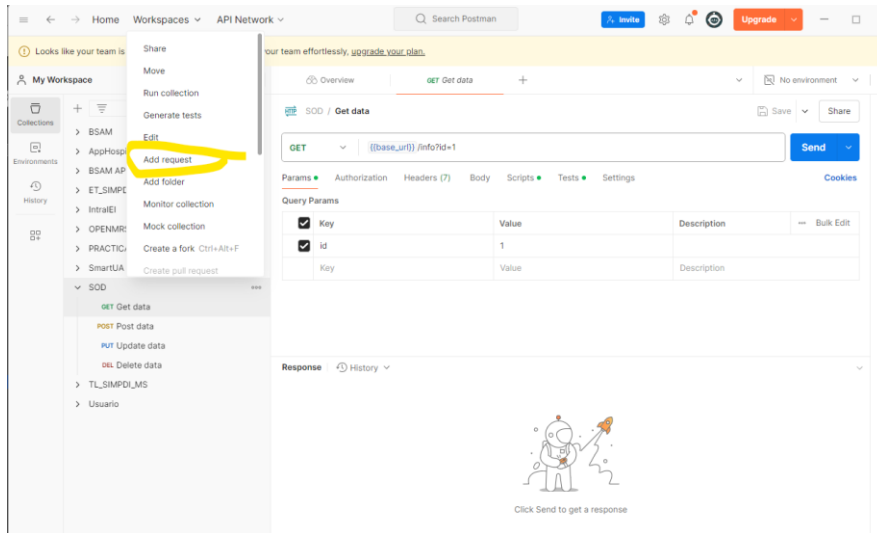 Home Workspaces API Network Search Postman Invite Upgrade
Looks like your team is your team effortlessly, upgrade your plan.
My Workspace
Overview GET Get data No environment
Collections
Environments
History
BSAM
AppHospi
BSAM AP
ET_SIMPD
IntralEI
OPENMRS
PRACTICA
SmartUA
SOD
GET Get data
POST Post data
PUT Update data
DEL Delete data
TL_SIMPDI_MS
Usuario
Share
Move
Run collection
Generate tests
Edit
Add request
Add folder
Monitor collection
Mock collection
Create a fork Ctrl+Alt+F
Create pull request
HTTP SOD / Get data Save Share
GET {{base_url}} /info?id=1 Send
Params Authorization Headers (7) Body Scripts Tests Settings Cookies
Query Params
Key Value Description Bulk Edit
id 1
Key Value Description
Response History
Click Send to get a response